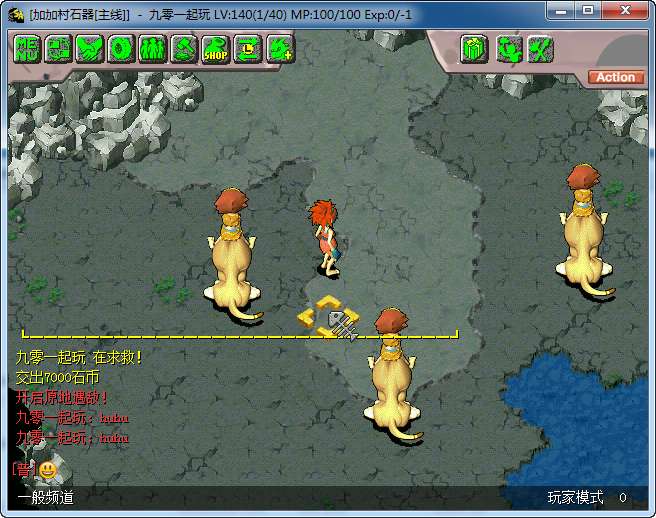 [加加村石器[主线]] - 九零一起玩 LV:140(1/40) MP:100/100 Exp:0/-1
MENU
SHOP
Action
九零一起玩 在求救!
交出7000石币
开启原地遇敌!
九零一起玩: huhu
九零一起玩: huhu
[普]
一般频道 玩家模式 0